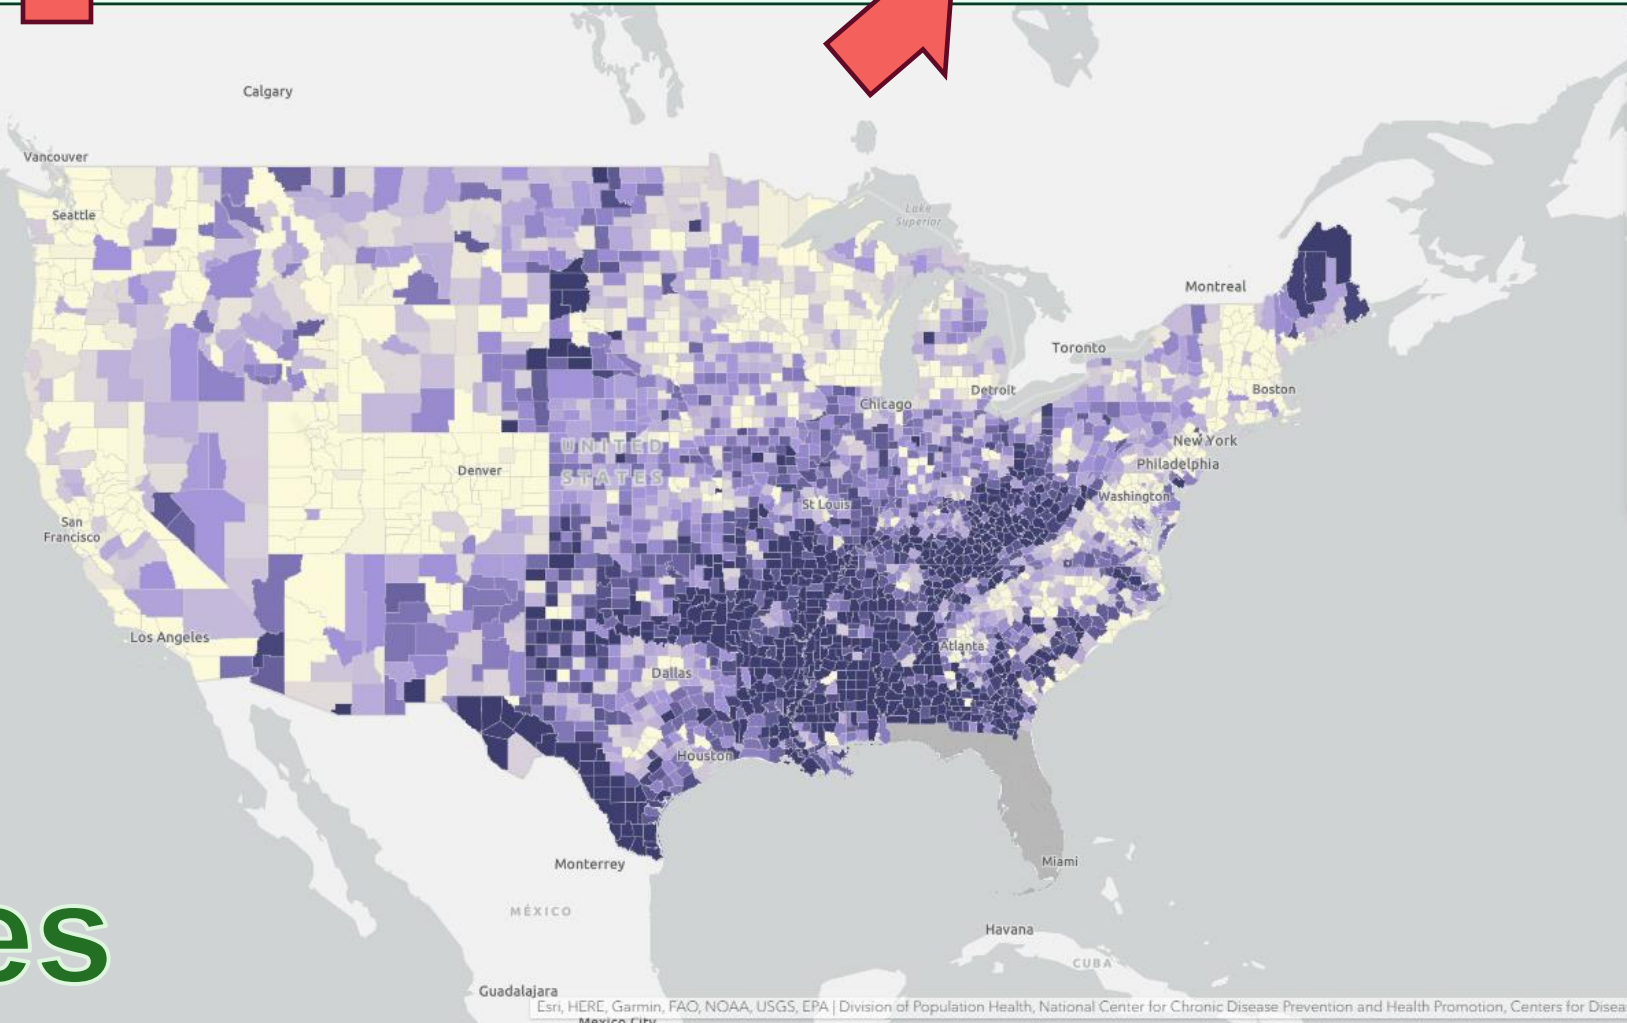 Calgary
Vancouver
Seattle
Lake
Superior
Montreal
Toronto
Boston
Detroit
Chicago
New York
UNITED
STATES
Denver
Philadelphia
Washington
St Louis
San
Francisco
Los Angeles
Atlanta
Dallas
Houston
Miami
Monterrey
es
MÉXICO
Havana
CUBA
Guadalajara
Esri, HERE, Garmin, FAO, NOAA, USGS, EPA | Division of Population Health, National Center for Chronic Disease Prevention and Health Promotion, Centers for Disea
Mexico City